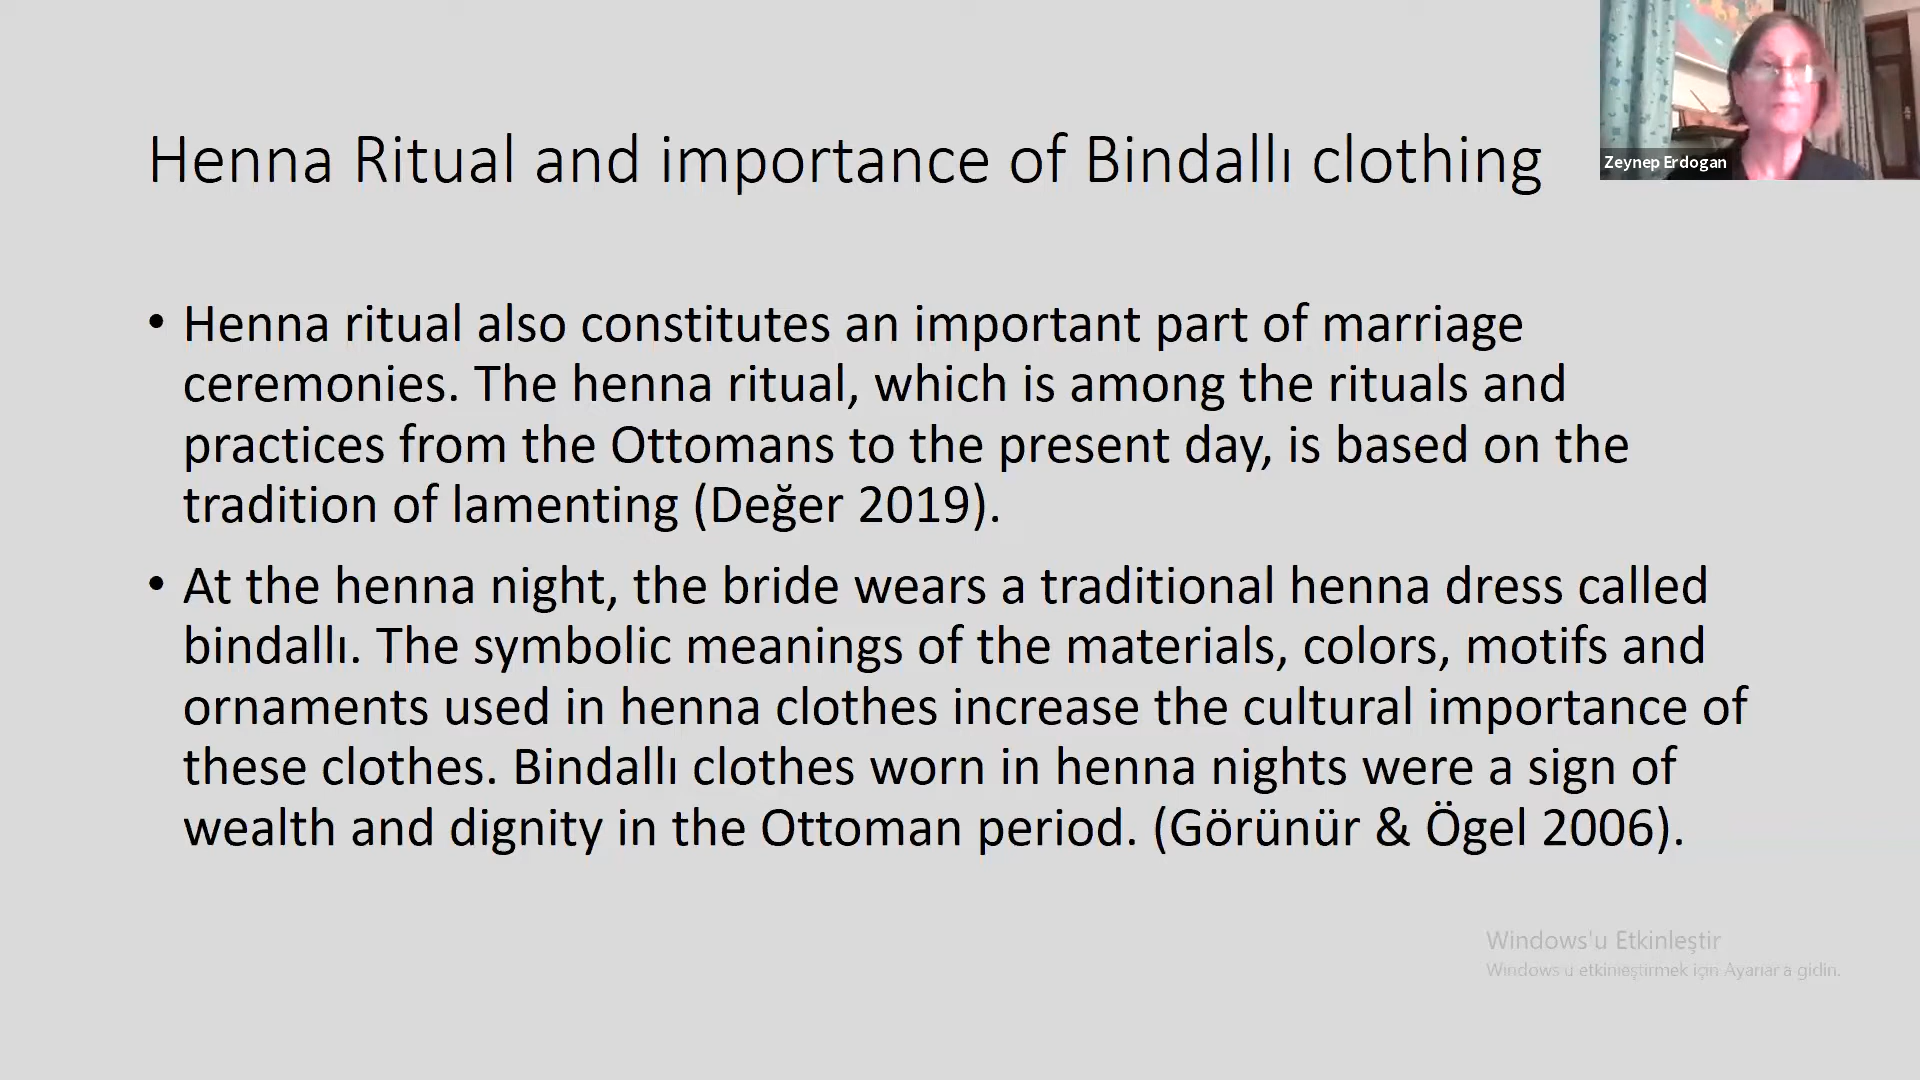 Henna Ritual and importance of Bindallı clothing
Zeynep Erdogan
• Henna ritual also constitutes an important part of marriage
ceremonies. The henna ritual, which is among the rituals and
practices from the Ottomans to the present day, is based on the
tradition of lamenting (Değer 2019).
• At the henna night, the bride wears a traditional henna dress called
bindallı. The symbolic meanings of the materials, colors, motifs and
ornaments used in henna clothes increase the cultural importance of
these clothes. Bindallı clothes worn in henna nights were a sign of
wealth and dignity in the Ottoman period. (Görünür & Ögel 2006).
Windows'u Etkinleştir
Windows'u etkinleştirmek için Ayarlar'a gidin.